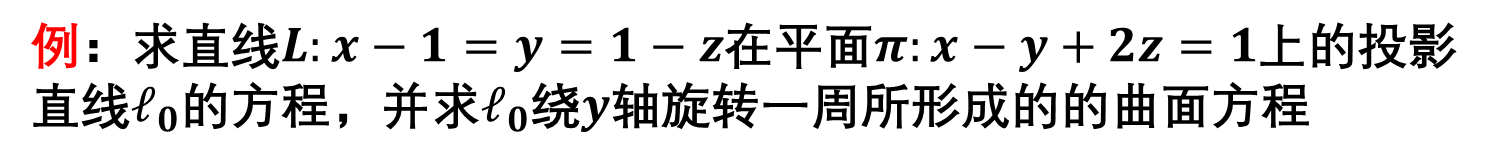 例：求直线L: x − 1 = y = 1 − z在平面π: x − y + 2z = 1上的投影
直线ℓ₀的方程，并求ℓ₀绕y轴旋转一周所形成的的曲面方程